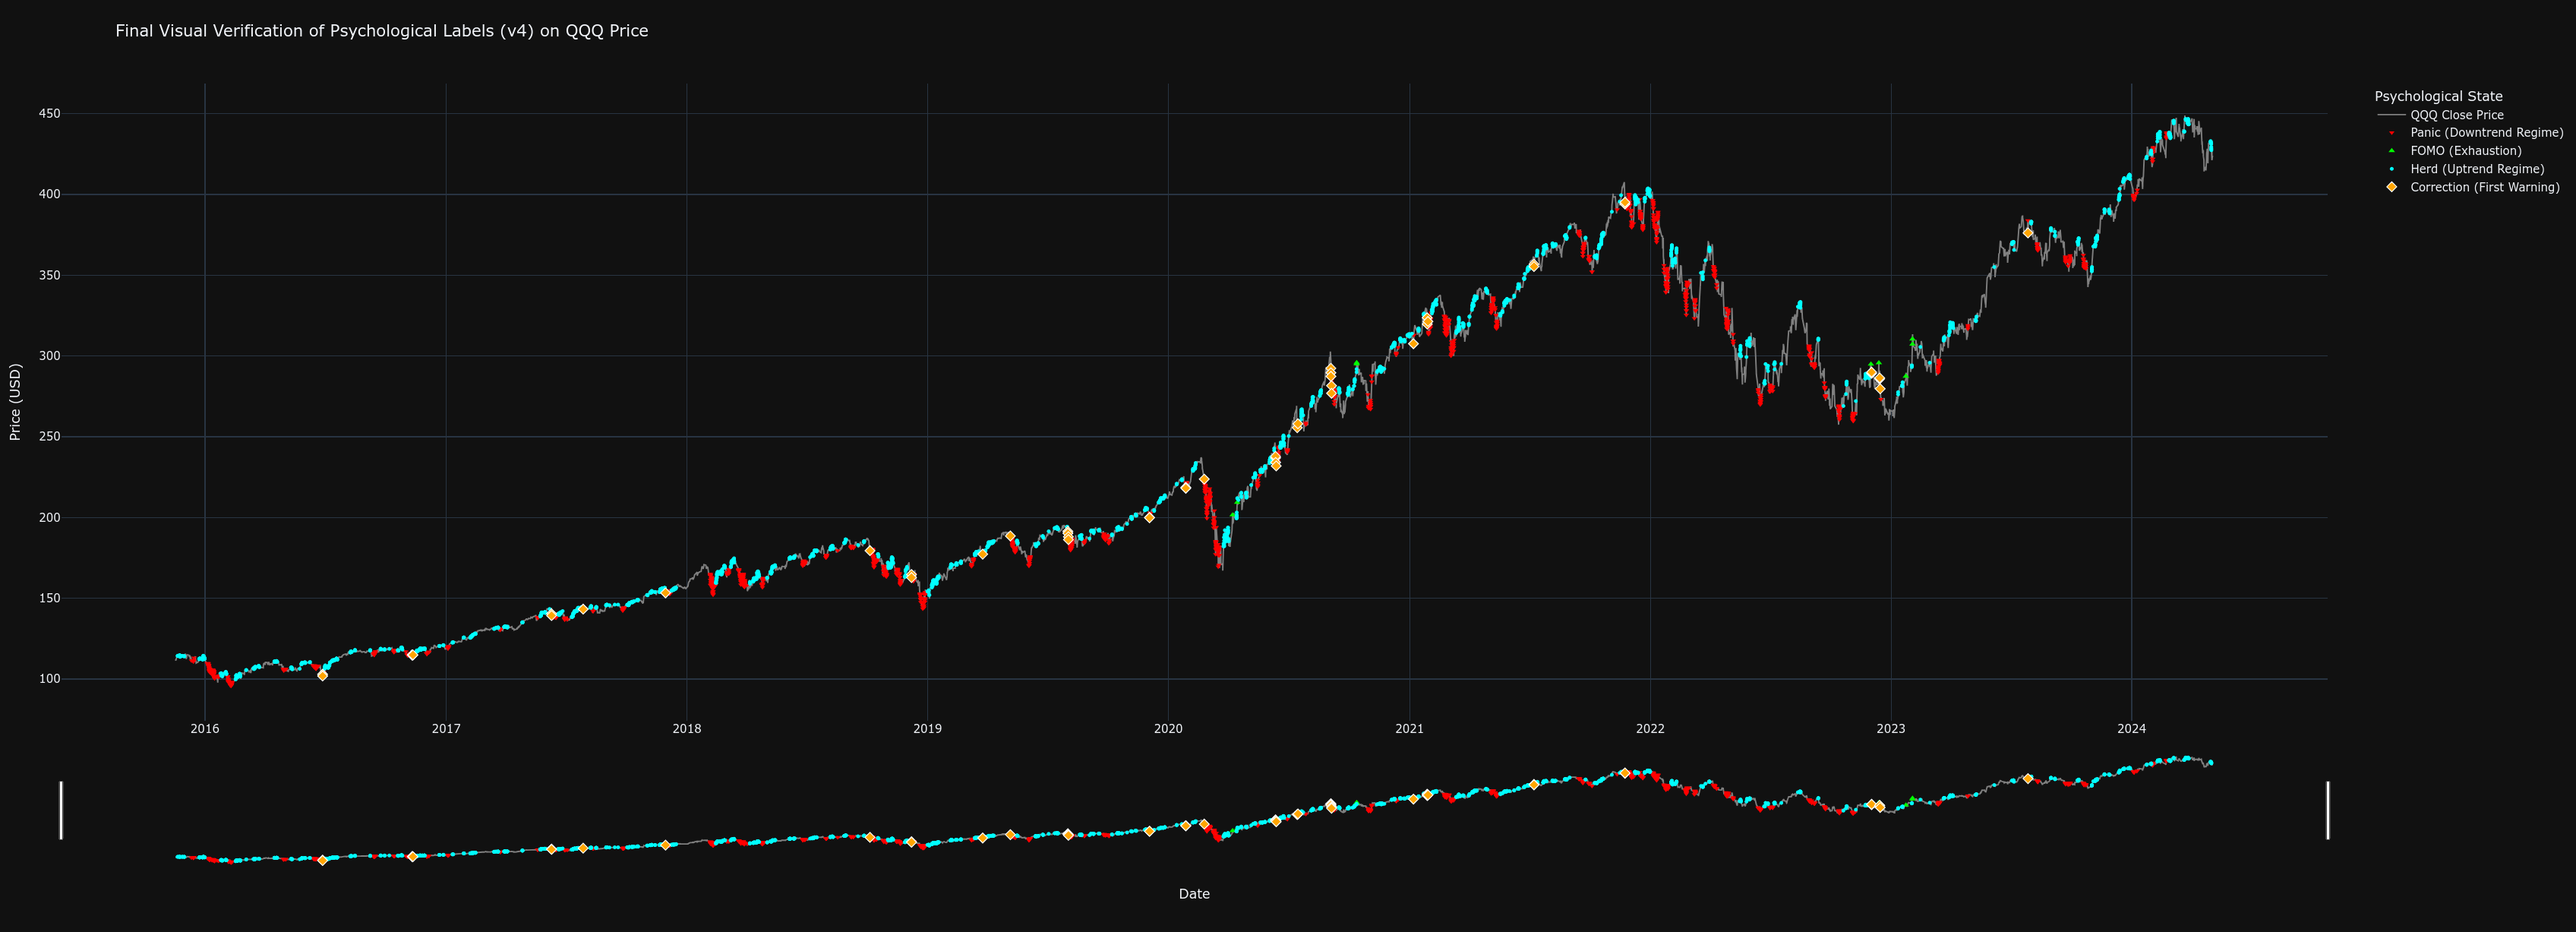 Final Visual Verification of Psychological Labels (v4) on QQQ Price
Psychological State
QQQ Close Price
Panic (Downtrend Regime)
FOMO (Exhaustion)
Herd (Uptrend Regime)
Correction (First Warning)
Price (USD)
450
400
350
300
250
200
150
100
2016
2017
2018
2019
2020
2021
2022
2023
2024
Date